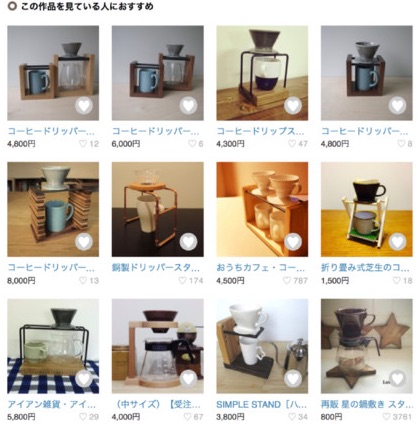 この作品を見ている人におすすめ
コーヒードリッパー...
4,800円 ♡ 12
コーヒードリッパー...
6,000円 ♡ 6
コーヒードリップス...
4,300円 ♡ 47
コーヒードリッパー...
4,800円 ♡ 8
コーヒードリッパー...
8,000円 ♡ 13
銅製ドリッパースタ...
♡ 174
おうちカフェ・コー...
4,500円 ♡ 787
折り畳み式芝生のコ...
1,500円 ♡ 18
アイアン雑貨・アイ...
5,800円 ♡ 29
（中サイズ）【受注...
4,000円 ♡ 67
SIMPLE STAND［ハ...
3,800円 ♡ 34
再販 星の鍋敷き スタ...
800円 ♡ 3761